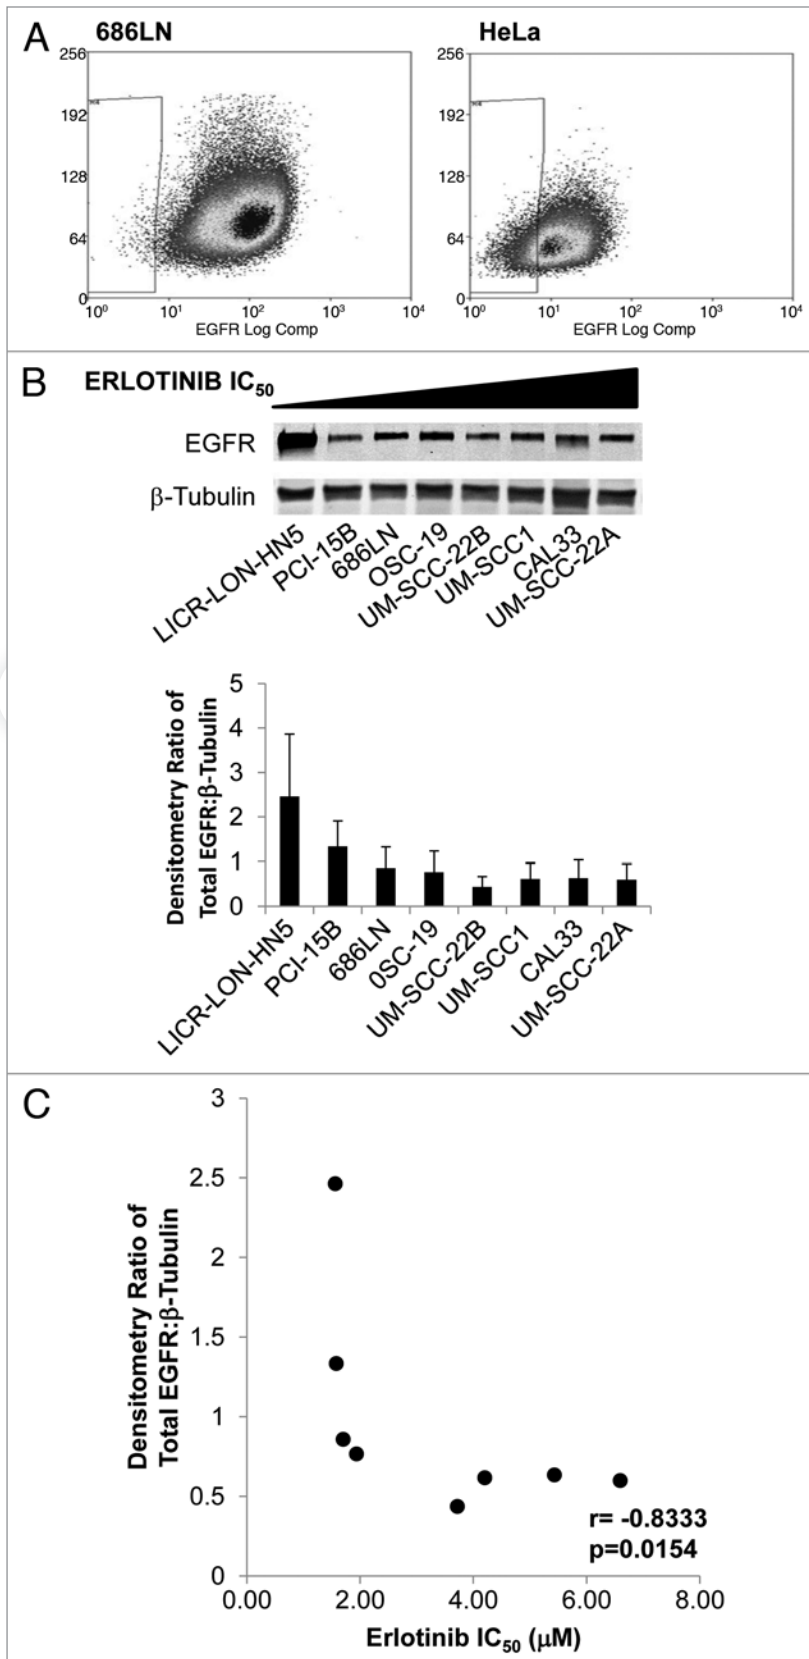 A
686LN
HeLa
256
192
128
64
0
10⁰ 10¹ 10² 10³ 10⁴
EGFR Log Comp
256
192
128
64
0
10⁰ 10¹ 10² 10³ 10⁴
EGFR Log Comp
B
ERLOTINIB IC₅₀
EGFR
β-Tubulin
LICR-LON-HN5
PCI-15B
686LN
OSC-19
UM-SCC-22B
UM-SCC1
CAL33
UM-SCC-22A
Densitometry Ratio of
Total EGFR:β-Tubulin
5
4
3
2
1
0
LICR-LON-HN5
PCI-15B
686LN
0SC-19
UM-SCC-22B
UM-SCC1
CAL33
UM-SCC-22A
C
Densitometry Ratio of
Total EGFR:β-Tubulin
3
2.5
2
1.5
1
0.5
0
r= -0.8333
p=0.0154
0.00 2.00 4.00 6.00 8.00
Erlotinib IC₅₀ (μM)